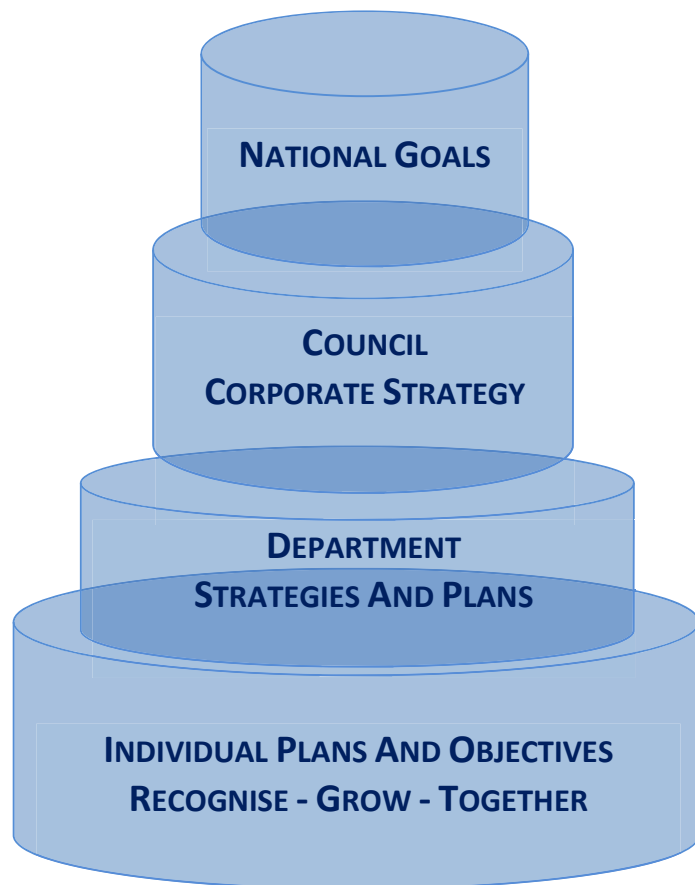 NATIONAL GOALS
COUNCIL
CORPORATE STRATEGY
DEPARTMENT
STRATEGIES AND PLANS
INDIVIDUAL PLANS AND OBJECTIVES
RECOGNISE - GROW - TOGETHER